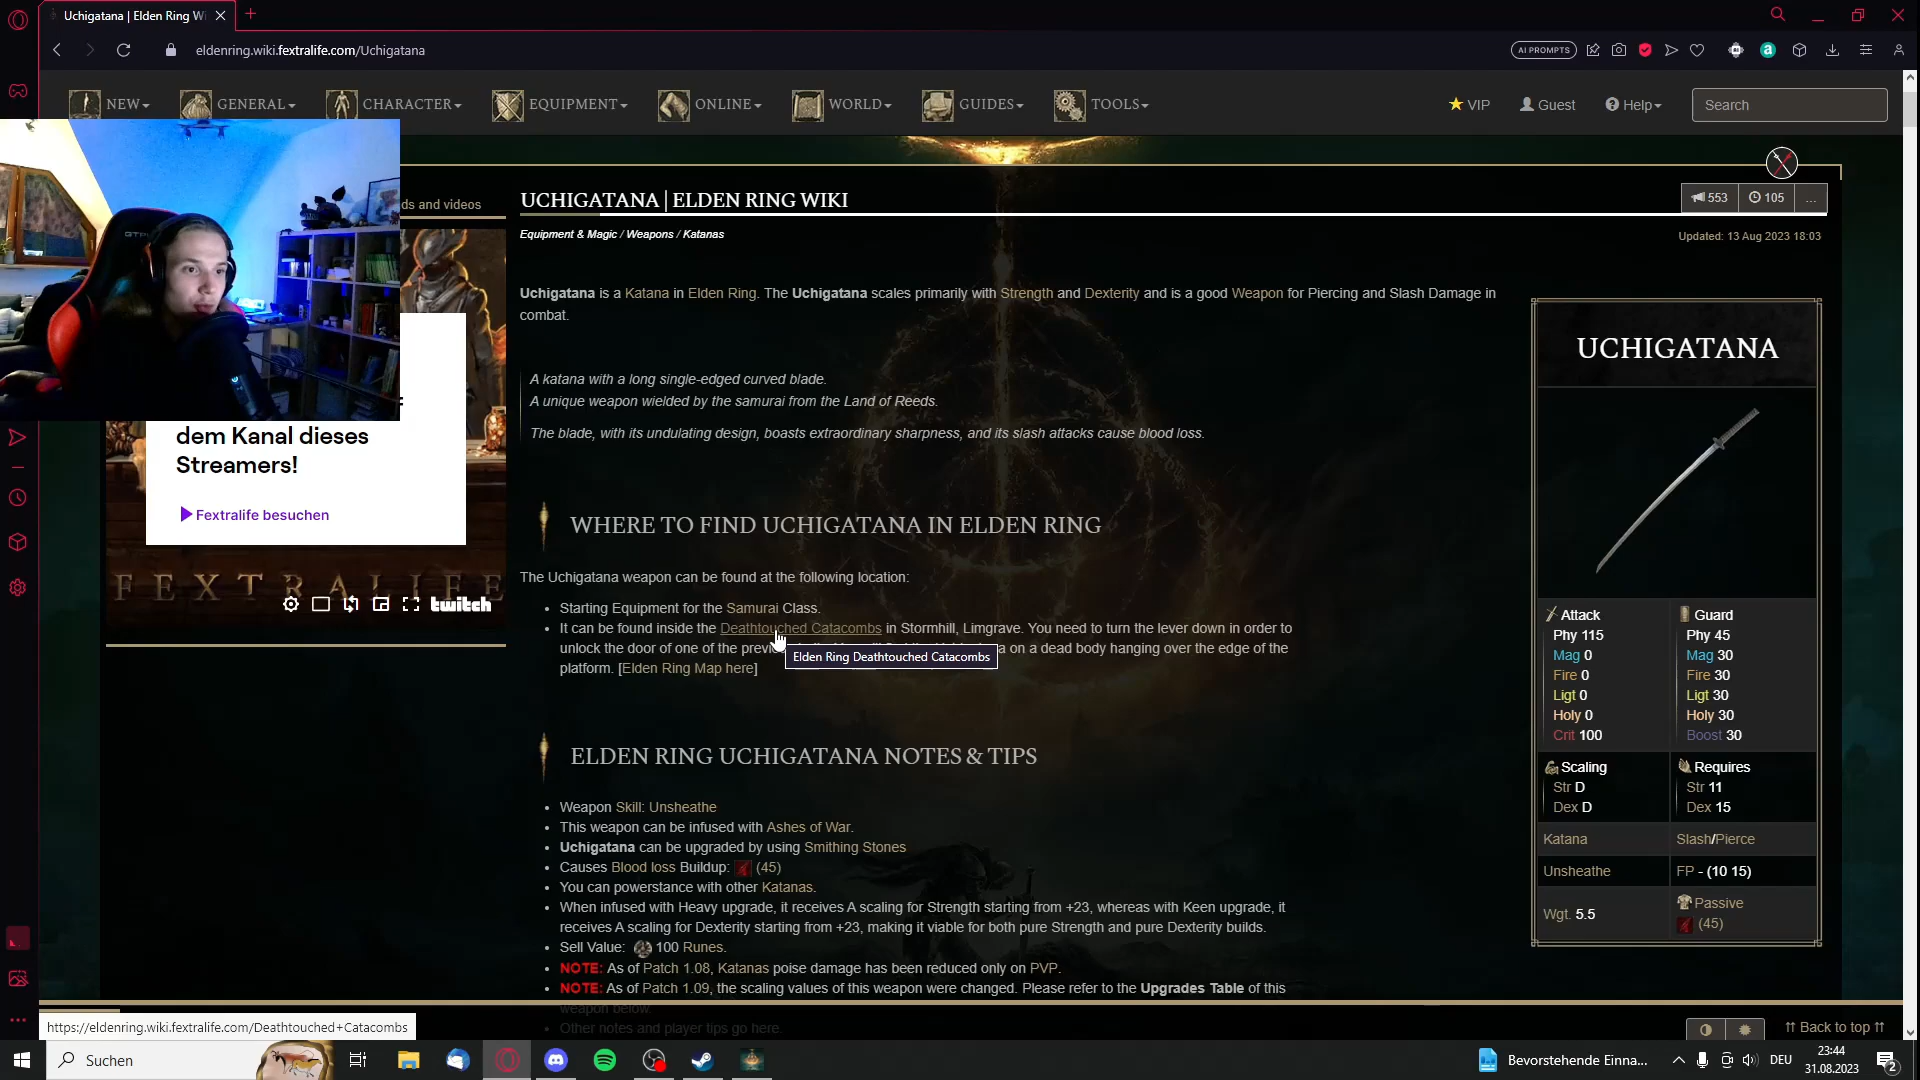 Uchigatana | Elden Ring Wi
eldenring.wiki.fextralife.com/Uchigatana
AI PROMPTS
NEW
GENERAL
CHARACTER
EQUIPMENT
ONLINE
WORLD
GUIDES
TOOLS
VIP
Guest
Help
Search
ds and videos
UCHIGATANA | ELDEN RING WIKI
553
105
...
Equipment & Magic / Weapons / Katanas
Updated: 13 Aug 2023 18:03
Uchigatana is a Katana in Elden Ring. The Uchigatana scales primarily with Strength and Dexterity and is a good Weapon for Piercing and Slash Damage in
combat.
A katana with a long single-edged curved blade.
A unique weapon wielded by the samurai from the Land of Reeds.
The blade, with its undulating design, boasts extraordinary sharpness, and its slash attacks cause blood loss.
dem Kanal dieses
Streamers!
Fextralife besuchen
FEXTRALIFE
twitch
WHERE TO FIND UCHIGATANA IN ELDEN RING
The Uchigatana weapon can be found at the following location:
Starting Equipment for the Samurai Class.
It can be found inside the Deathtouched Catacombs in Stormhill, Limgrave. You need to turn the lever down in order to
unlock the door of one of the previ a on a dead body hanging over the edge of the
Elden Ring Deathtouched Catacombs
platform. [Elden Ring Map here]
ELDEN RING UCHIGATANA NOTES & TIPS
Weapon Skill: Unsheathe
This weapon can be infused with Ashes of War.
Uchigatana can be upgraded by using Smithing Stones
Causes Blood loss Buildup: (45)
You can powerstance with other Katanas.
When infused with Heavy upgrade, it receives A scaling for Strength starting from +23, whereas with Keen upgrade, it
receives A scaling for Dexterity starting from +23, making it viable for both pure Strength and pure Dexterity builds.
Sell Value: 100 Runes.
NOTE: As of Patch 1.08, Katanas poise damage has been reduced only on PVP.
NOTE: As of Patch 1.09, the scaling values of this weapon were changed. Please refer to the Upgrades Table of this
weapon below.
Other notes and player tips go here.
UCHIGATANA
Attack
Phy 115
Mag 0
Fire 0
Ligt 0
Holy 0
Crit 100
Guard
Phy 45
Mag 30
Fire 30
Ligt 30
Holy 30
Boost 30
Scaling
Str D
Dex D
Requires
Str 11
Dex 15
Katana
Slash/Pierce
Unsheathe
FP - (10 15)
Wgt. 5.5
Passive
(45)
Back to top
https://eldenring.wiki.fextralife.com/Deathtouched+Catacombs
Suchen
Bevorstehende Einna...
DEU
23:44
31.08.2023
2